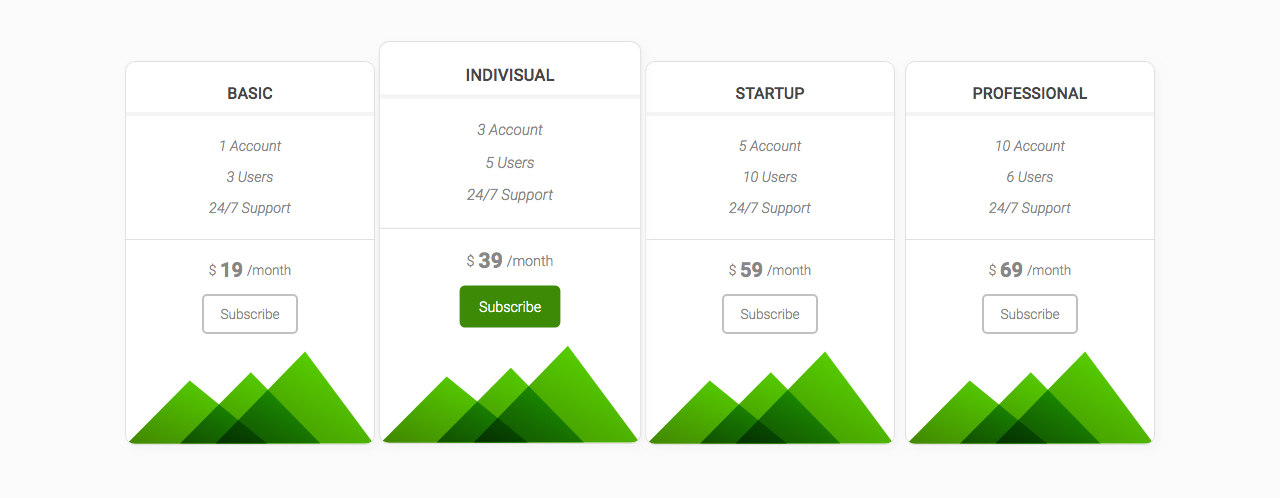 BASIC
1 Account
3 Users
24/7 Support
$ 19 /month
Subscribe
INDIVISUAL
3 Account
5 Users
24/7 Support
$ 39 /month
Subscribe
STARTUP
5 Account
10 Users
24/7 Support
$ 59 /month
Subscribe
PROFESSIONAL
10 Account
6 Users
24/7 Support
$ 69 /month
Subscribe